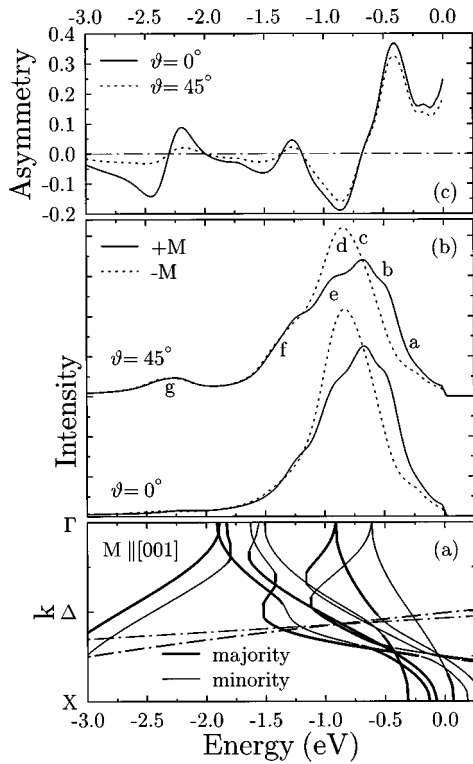 -3.0 -2.5 -2.0 -1.5 -1.0 -0.5 0.0
0.4
0.3
0.2
0.1
0.0
-0.1
-0.2
Asymmetry
ϑ=0°
ϑ=45°
(c)
+M
-M
(b)
d c
b
e
a
f
g
ϑ=45°
ϑ=0°
Intensity
Γ
k Δ
X
M ||[001]
(a)
majority
minority
-3.0 -2.5 -2.0 -1.5 -1.0 -0.5 0.0
Energy (eV)